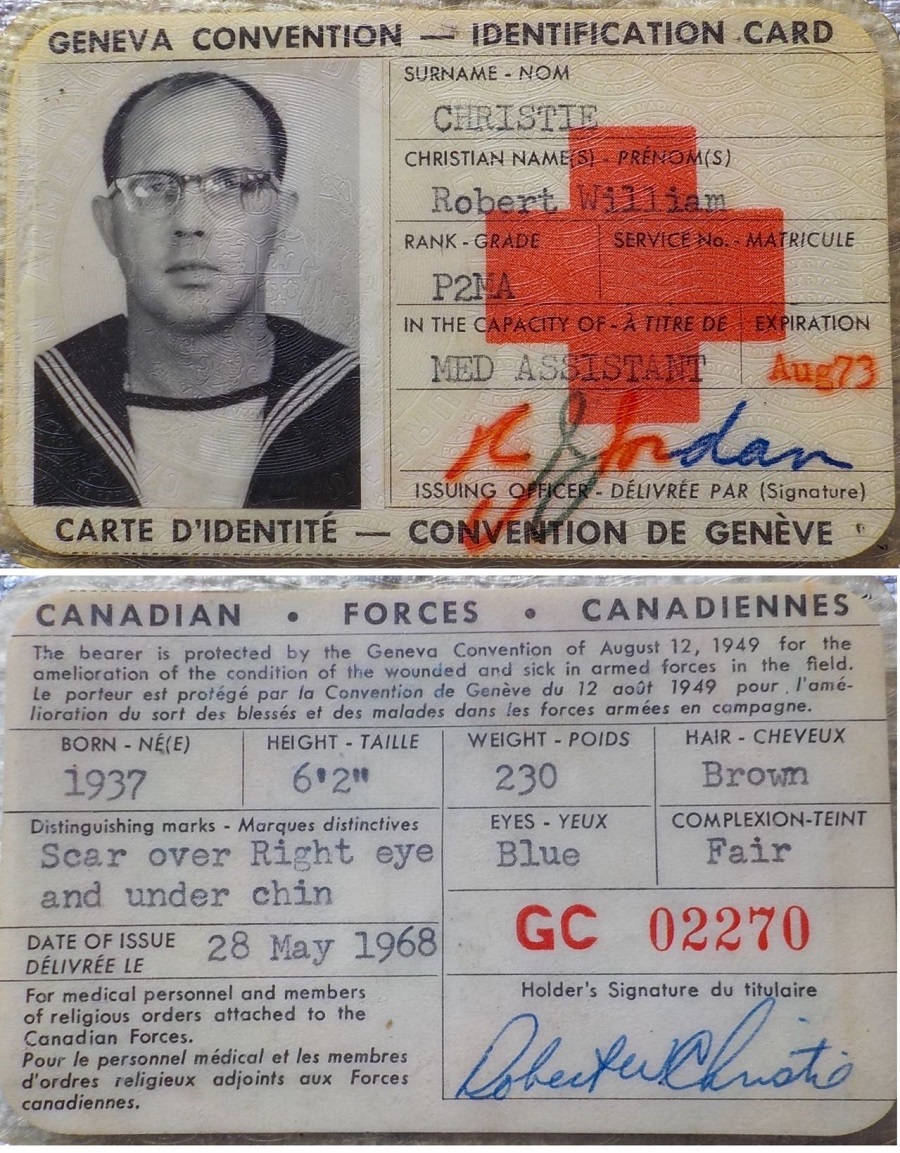 GENEVA CONVENTION — IDENTIFICATION CARD
SURNAME - NOM
CHRISTIE
CHRISTIAN NAME(S) - PRÉNOM(S)
Robert William
RANK - GRADE SERVICE No. - MATRICULE
P2MA
IN THE CAPACITY OF - À TITRE DE EXPIRATION
MED ASSISTANT Aug73
Jordan
ISSUING OFFICER - DÉLIVRÉE PAR (Signature)
CARTE D'IDENTITÉ — CONVENTION DE GENÈVE
CANADIAN • FORCES • CANADIENNES
The bearer is protected by the Geneva Convention of August 12, 1949 for the
amelioration of the condition of the wounded and sick in armed forces in the field.
Le porteur est protégé par la Convention de Genève du 12 août 1949 pour l'amé-
lioration du sort des blessés et des malades dans les forces armées en campagne.
BORN - NÉ(E) HEIGHT - TAILLE WEIGHT - POIDS HAIR - CHEVEUX
1937 6'2" 230 Brown
Distinguishing marks - Marques distinctives EYES - YEUX COMPLEXION-TEINT
Scar over Right eye Blue Fair
and under chin
GC 02270
DATE OF ISSUE 28 May 1968
DÉLIVRÉE LE
For medical personnel and members
of religious orders attached to the
Canadian Forces.
Pour le personnel médical et les membres
d'ordres religieux adjoints aux Forces
canadiennes.
Holder's Signature du titulaire
Robert W Christie